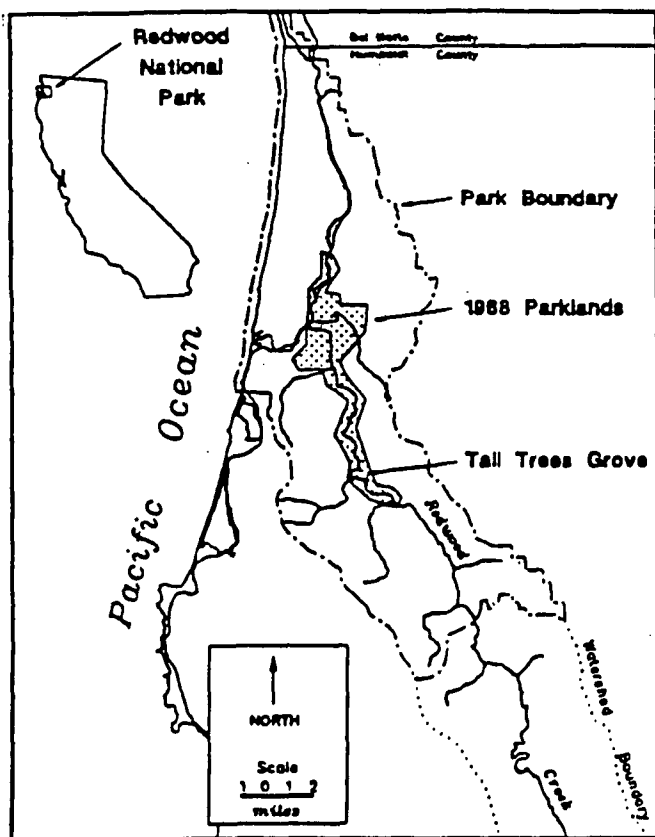 Redwood
National
Park
Del Norte County
Humboldt County
Park Boundary
1968 Parklands
Tall Trees Grove
Pacific Ocean
Redwood
Creek
Watershed
Boundary
NORTH
Scale
1 0 1 2
miles